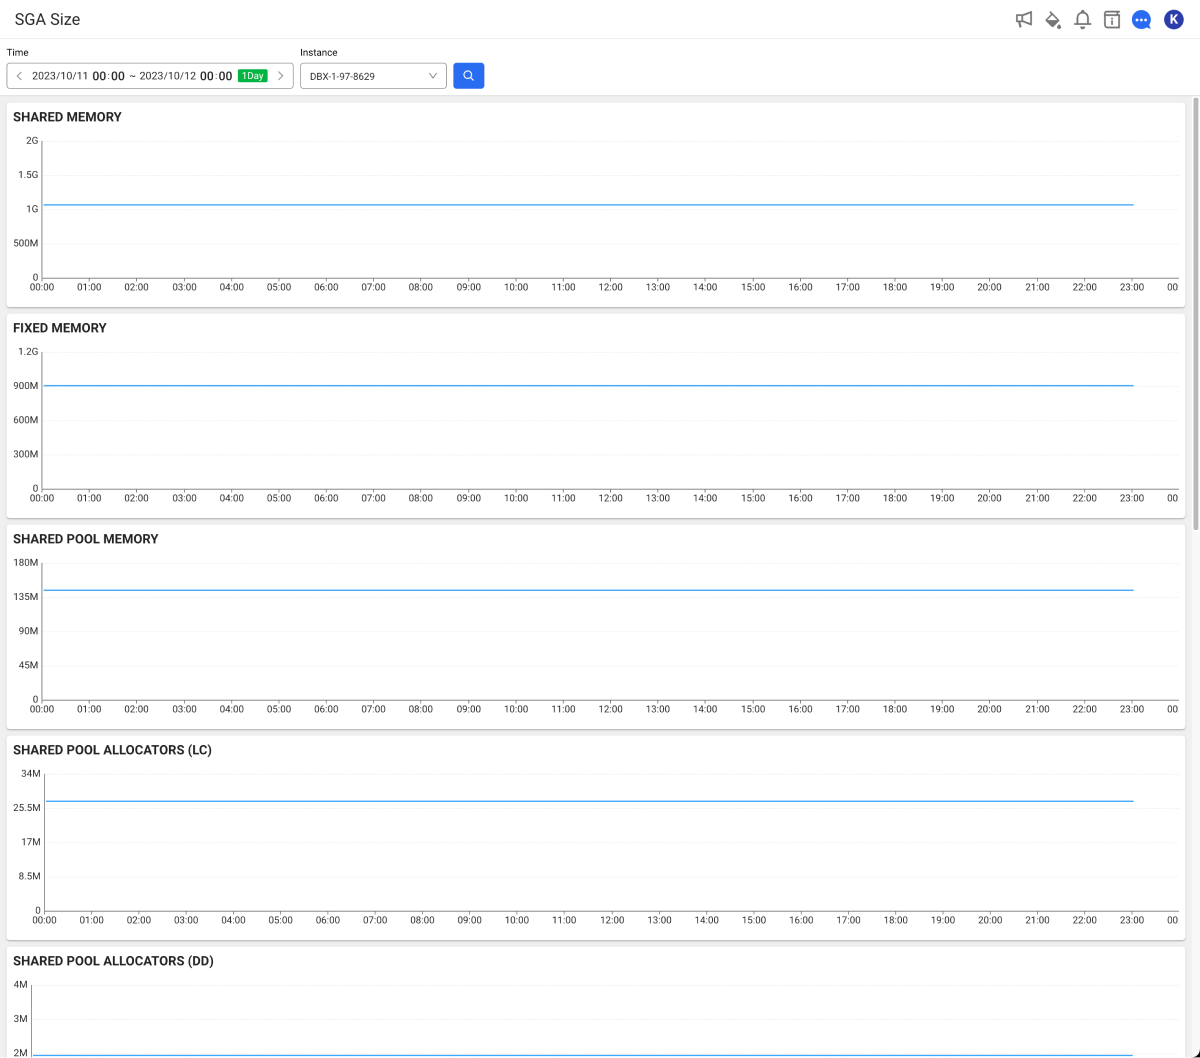 SGA Size
K
Time
Instance
2023/10/11 00:00 ~ 2023/10/12 00:00 1Day
DBX-1-97-8629
SHARED MEMORY
2G
1.5G
1G
500M
0
00:00 01:00 02:00 03:00 04:00 05:00 06:00 07:00 08:00 09:00 10:00 11:00 12:00 13:00 14:00 15:00 16:00 17:00 18:00 19:00 20:00 21:00 22:00 23:00 00
FIXED MEMORY
1.2G
900M
600M
300M
0
00:00 01:00 02:00 03:00 04:00 05:00 06:00 07:00 08:00 09:00 10:00 11:00 12:00 13:00 14:00 15:00 16:00 17:00 18:00 19:00 20:00 21:00 22:00 23:00 00
SHARED POOL MEMORY
180M
135M
90M
45M
0
00:00 01:00 02:00 03:00 04:00 05:00 06:00 07:00 08:00 09:00 10:00 11:00 12:00 13:00 14:00 15:00 16:00 17:00 18:00 19:00 20:00 21:00 22:00 23:00 00
SHARED POOL ALLOCATORS (LC)
34M
25.5M
17M
8.5M
0
00:00 01:00 02:00 03:00 04:00 05:00 06:00 07:00 08:00 09:00 10:00 11:00 12:00 13:00 14:00 15:00 16:00 17:00 18:00 19:00 20:00 21:00 22:00 23:00 00
SHARED POOL ALLOCATORS (DD)
4M
3M
2M